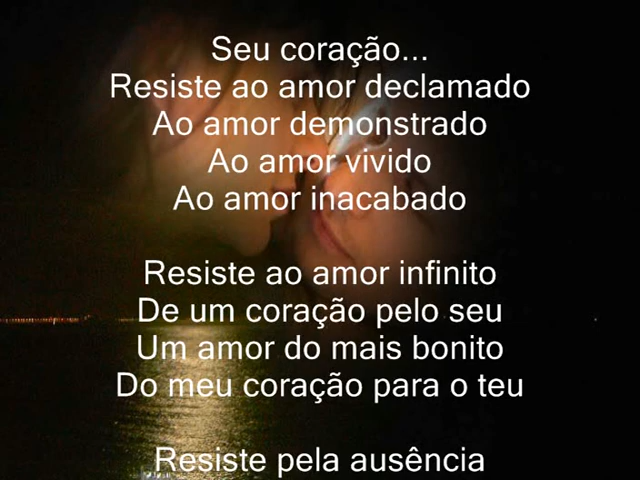 Seu coração...
Resiste ao amor declamado
Ao amor demonstrado
Ao amor vivido
Ao amor inacabado
Resiste ao amor infinito
De um coração pelo seu
Um amor do mais bonito
Do meu coração para o teu
Resiste pela ausência